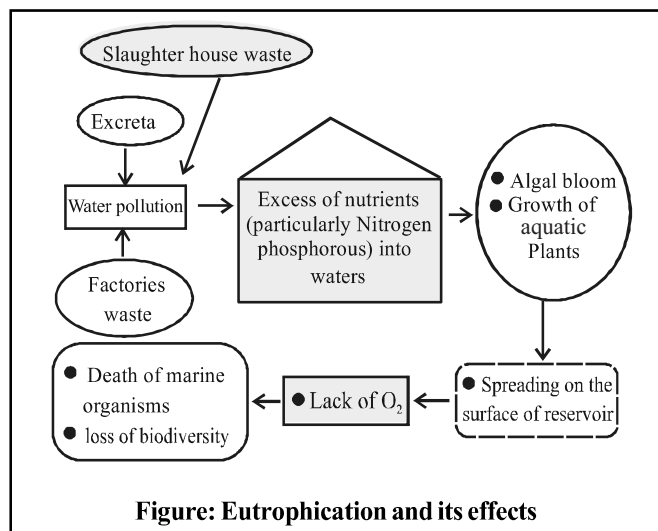 Slaughter house waste
Excreta
Water pollution
Factories
waste
Excess of nutrients
(particularly Nitrogen
phosphorous) into
waters
● Algal bloom
● Growth of
aquatic
Plants
● Spreading on the
surface of reservoir
● Lack of O₂
● Death of marine
organisms
● loss of biodiversity
Figure: Eutrophication and its effects